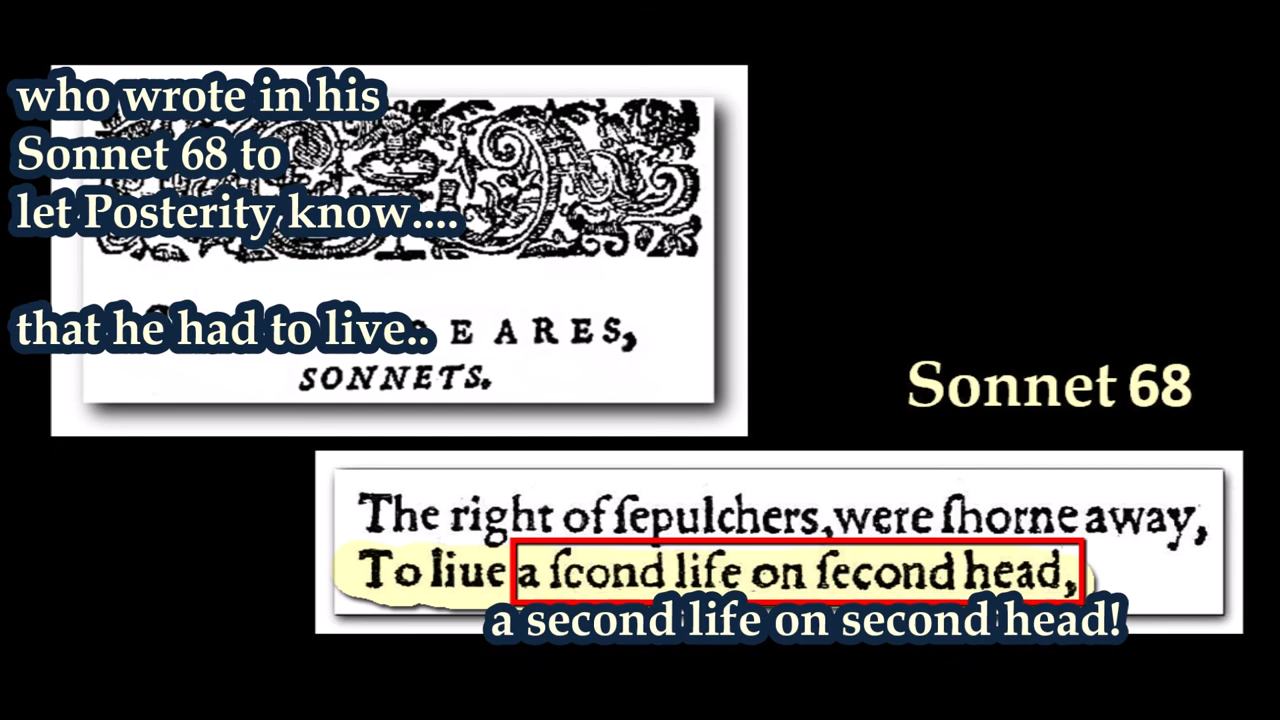 who wrote in his
Sonnet 68 to
let Posterity know....
that he had to live..
EARES,
SONNETS.
Sonnet 68
The right of ſepulchers,were ſhorne away,
To liue a ſcond life on ſecond head,
a second life on second head!